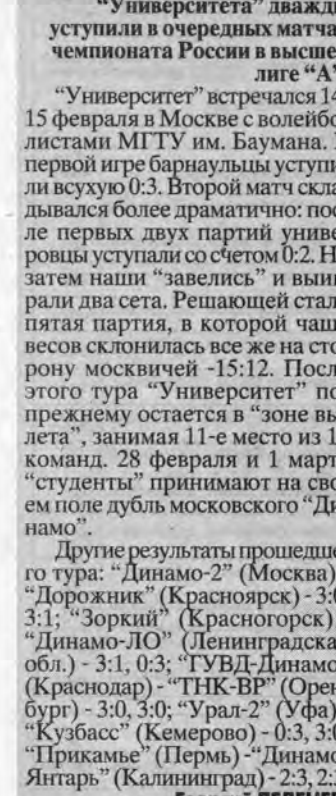 "Университета" дважды
уступили в очередных матча
чемпионата России в высше
лиге "А"
"Университет" встречался 14
15 февраля в Москве с волейбо
листами МГТУ им. Баумана.
первой игре барнаульцы уступи
ли всухую 0:3. Второй матч скла
дывался более драматично: пос
ле первых двух партий униве
ровцы уступали со счетом 0:2. Н
затем наши "завелись" и выиг
рали два сета. Решающей стал
пятая партия, в которой чаш
весов склонилась все же на сто
рону москвичей -15:12. Посл
этого тура "Университет" по
прежнему остается в "зоне вы
лета", занимая 11-е место из 1
команд. 28 февраля и 1 март
"студенты" принимают на сво
ем поле дубль московского "Ди
намо".
Другие результаты прошедше
го тура: "Динамо-2" (Москва)
"Дорожник" (Красноярск) - 3:0
3:1; "Зоркий" (Красногорск)
"Динамо-ЛО" (Ленинградска
обл.) - 3:1, 0:3; "ГУВД-Динамо
(Краснодар) - "ТНК-ВР" (Орен
бург) - 3:0, 3:0; "Урал-2" (Уфа)
"Кузбасс" (Кемерово) - 0:3, 3:0
"Прикамье" (Пермь) -"Динамо
Янтарь" (Калининград) - 2:3, 2:3